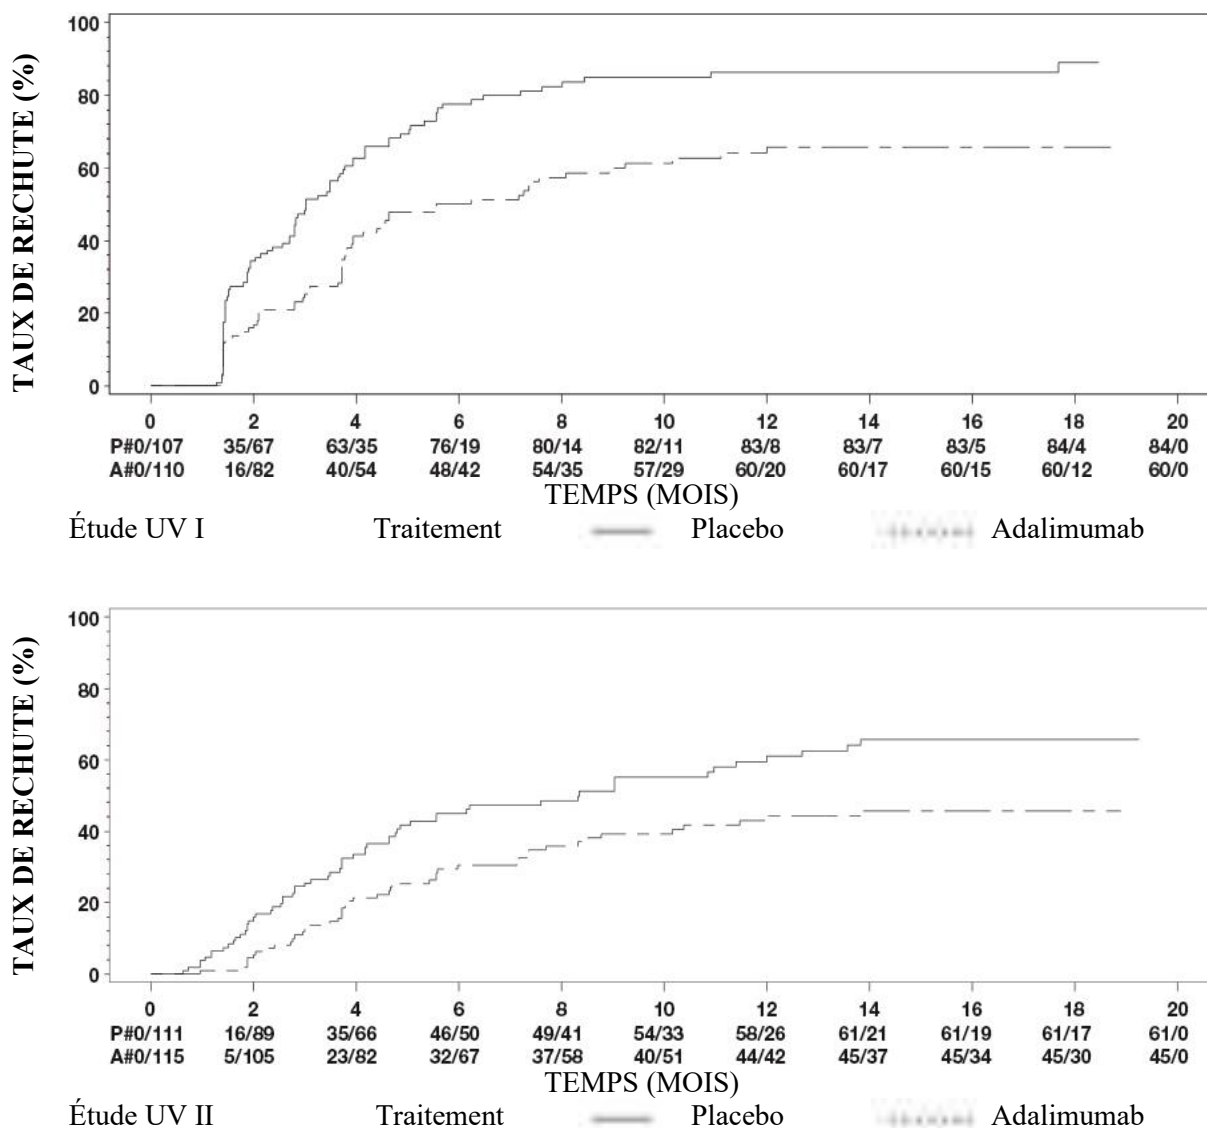 TAUX DE RECHUTE (%)
100
80
60
40
20
0
0 2 4 6 8 10 12 14 16 18 20
P#0/107 35/67 63/35 76/19 80/14 82/11 83/8 83/7 83/5 84/4 84/0
A#0/110 16/82 40/54 48/42 54/35 57/29 60/20 60/17 60/15 60/12 60/0
TEMPS (MOIS)
Étude UV I Traitement Placebo Adalimumab
TAUX DE RECHUTE (%)
100
80
60
40
20
0
0 2 4 6 8 10 12 14 16 18 20
P#0/111 16/89 35/66 46/50 49/41 54/33 58/26 61/21 61/19 61/17 61/0
A#0/115 5/105 23/82 32/67 37/58 40/51 44/42 45/37 45/34 45/30 45/0
TEMPS (MOIS)
Étude UV II Traitement Placebo Adalimumab